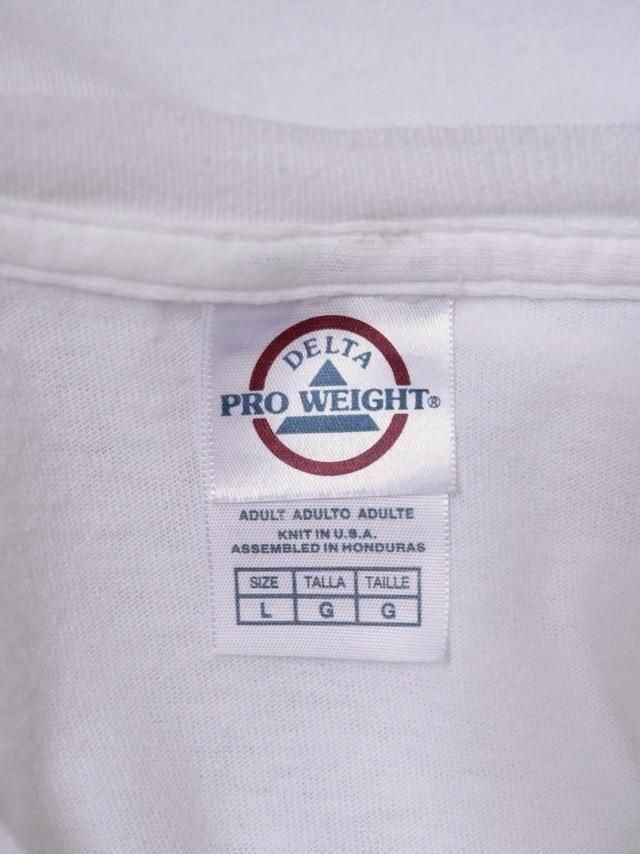 DELTA
PRO WEIGHT®
ADULT ADULTO ADULTE
KNIT IN U.S.A.
ASSEMBLED IN HONDURAS
SIZE TALLA TAILLE
L G G